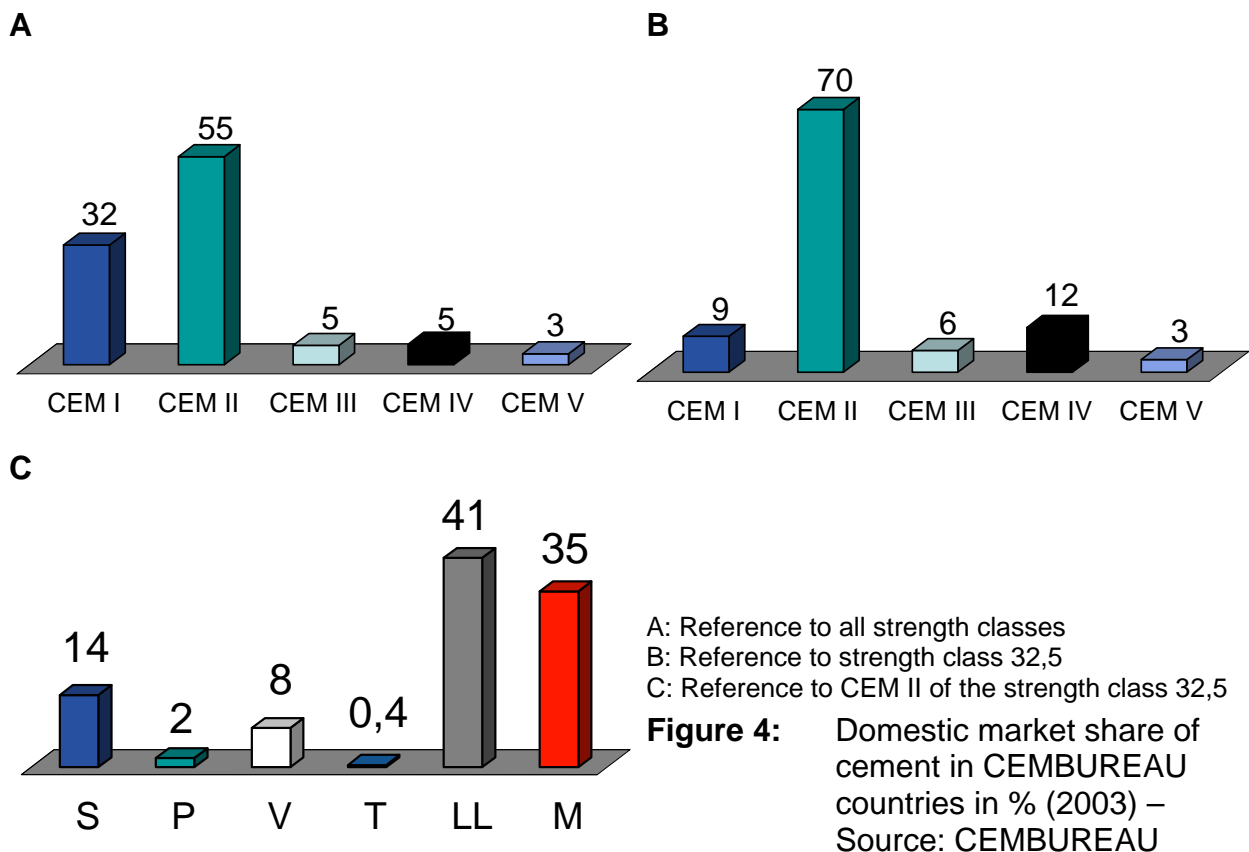 A
32
55
5
5
3
CEM I CEM II CEM III CEM IV CEM V
B
9
70
6
12
3
CEM I CEM II CEM III CEM IV CEM V
C
14
2
8
0,4
41
35
S P V T LL M
A: Reference to all strength classes
B: Reference to strength class 32,5
C: Reference to CEM II of the strength class 32,5
Figure 4: Domestic market share of
cement in CEMBUREAU
countries in % (2003) –
Source: CEMBUREAU